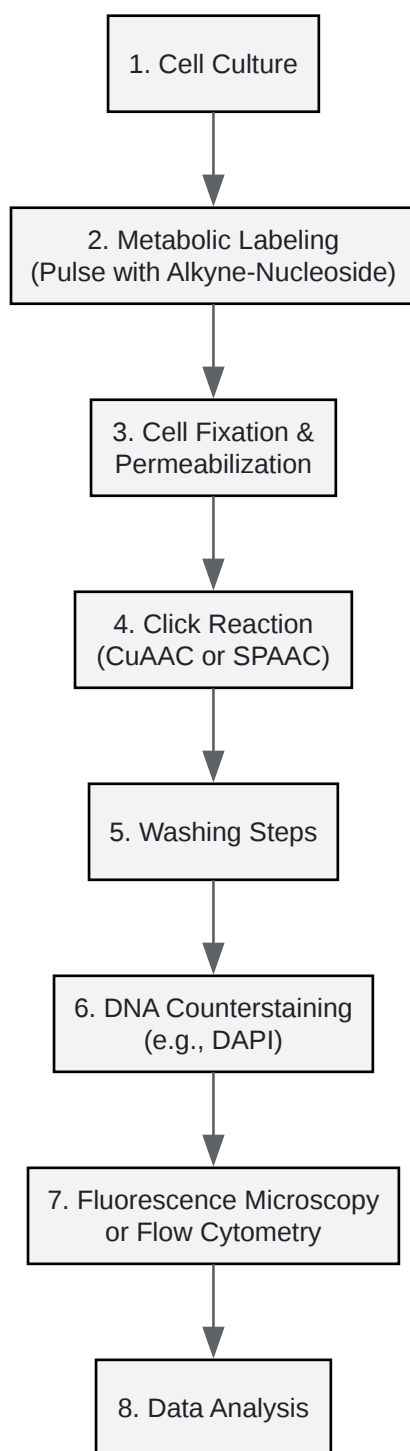 1. Cell Culture
2. Metabolic Labeling
(Pulse with Alkyne-Nucleoside)
3. Cell Fixation &
Permeabilization
4. Click Reaction
(CuAAC or SPAAC)
5. Washing Steps
6. DNA Counterstaining
(e.g., DAPI)
7. Fluorescence Microscopy
or Flow Cytometry
8. Data Analysis